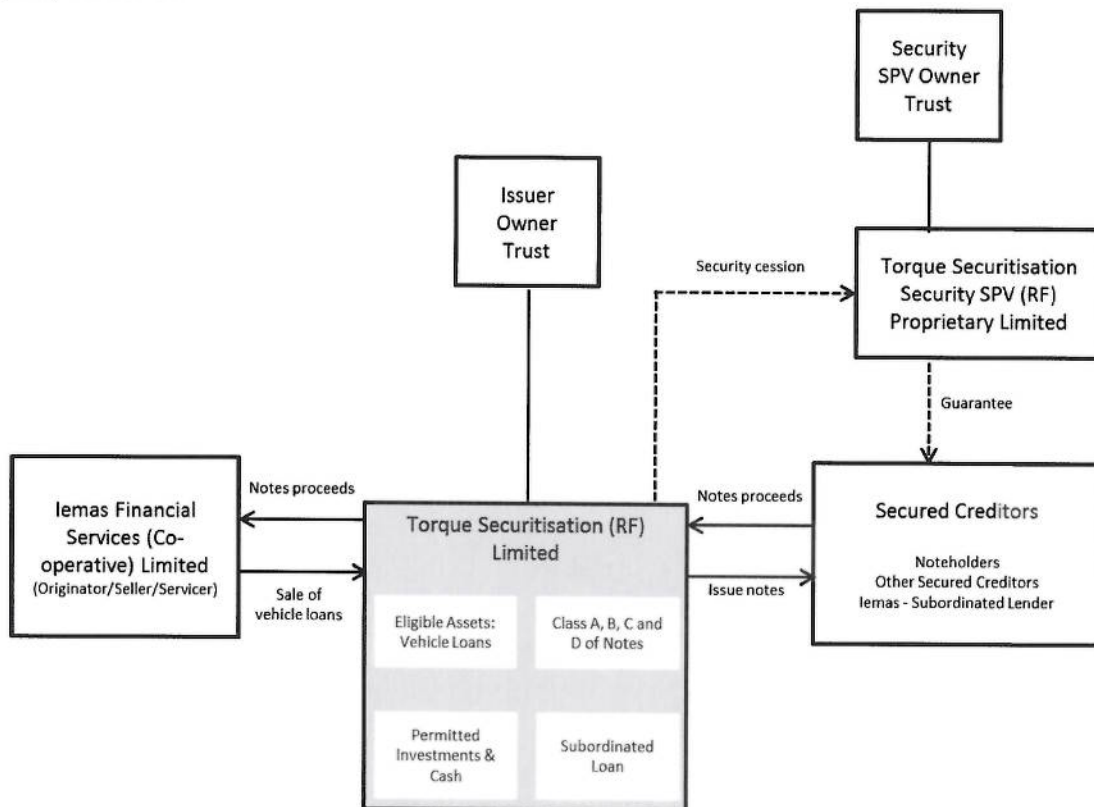 Security
SPV Owner
Trust
Issuer
Owner
Trust
Security cession
Torque Securitisation
Security SPV (RF)
Proprietary Limited
Guarantee
Iemas Financial
Services (Co-
operative) Limited
(Originator/Seller/Servicer)
Notes proceeds
Sale of
vehicle loans
Torque Securitisation (RF)
Limited
Eligible Assets:
Vehicle Loans
Class A, B, C and
D of Notes
Permitted
Investments &
Cash
Subordinated
Loan
Notes proceeds
Issue notes
Secured Creditors
Noteholders
Other Secured Creditors
Iemas - Subordinated Lender